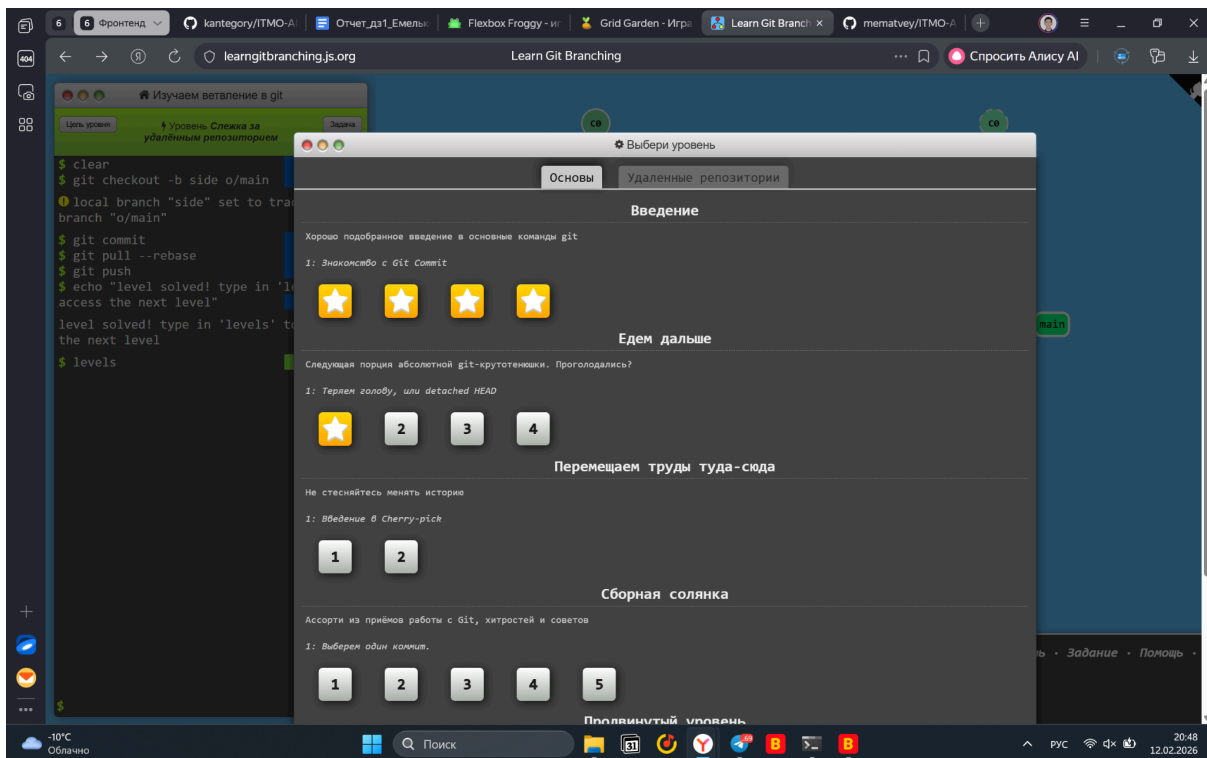 6
6 Фронтенд
kantegory/ITMO-AI
Отчет_дз1_Емелья
Flexbox Froggy - иг
Grid Garden - Игра
Learn Git Branch
mematvey/ITMO-A
404
learngitbranching.js.org
Learn Git Branching
Спросить Алису AI
Изучаем ветвление в git
Цель уровня
Уровень Слежка за удалённым репозиторием
Задача
$ clear
$ git checkout -b side o/main
local branch "side" set to tra
branch "o/main"
$ git commit
$ git pull --rebase
$ git push
$ echo "level solved! type in 'l
access the next level"
level solved! type in 'levels' t
the next level
$ levels
$
c0
c0
main
Выбери уровень
Основы
Удаленные репозитории
Введение
Хорошо подобранное введение в основные команды git
1: Знакомство с Git Commit
Едем дальше
Следующая порция абсолютной git-крутотенюшки. Проголодались?
1: Теряем голову, или detached HEAD
2 3 4
Перемещаем труды туда-сюда
Не стесняйтесь менять историю
1: Введение в Cherry-pick
1 2
Сборная солянка
Ассорти из приёмов работы с Git, хитростей и советов
1: Выберем один коммит.
1 2 3 4 5
Продвинутый уровень
ь · Задание · Помощь ·
-10°C
Облачно
Поиск
31
69
B
B
РУС
20:48
12.02.2026